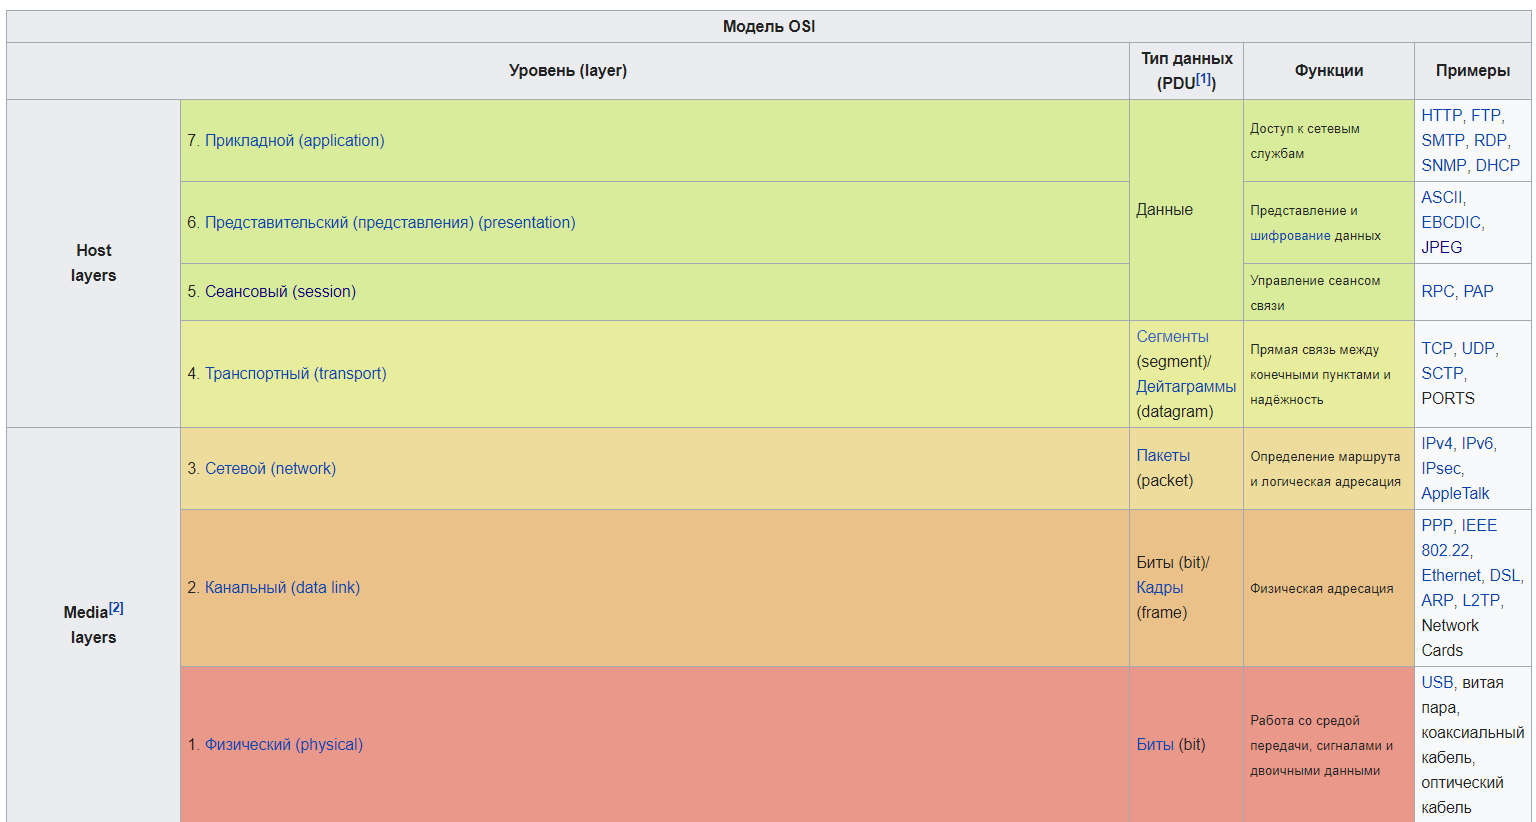 Модель OSI
Уровень (layer)
Тип данных
(PDU[1])
Функции
Примеры
Host
layers
7. Прикладной (application)
Данные
Доступ к сетевым
службам
HTTP, FTP,
SMTP, RDP,
SNMP, DHCP
6. Представительский (представления) (presentation)
Представление и
шифрование данных
ASCII,
EBCDIC,
JPEG
5. Сеансовый (session)
Управление сеансом
связи
RPC, PAP
4. Транспортный (transport)
Сегменты
(segment)/
Дейтаграммы
(datagram)
Прямая связь между
конечными пунктами и
надёжность
TCP, UDP,
SCTP,
PORTS
Media[2]
layers
3. Сетевой (network)
Пакеты
(packet)
Определение маршрута
и логическая адресация
IPv4, IPv6,
IPsec,
AppleTalk
2. Канальный (data link)
Биты (bit)/
Кадры
(frame)
Физическая адресация
PPP, IEEE
802.22,
Ethernet, DSL,
ARP, L2TP,
Network
Cards
1. Физический (physical)
Биты (bit)
Работа со средой
передачи, сигналами и
двоичными данными
USB, витая
пара,
коаксиальный
кабель,
оптический
кабель